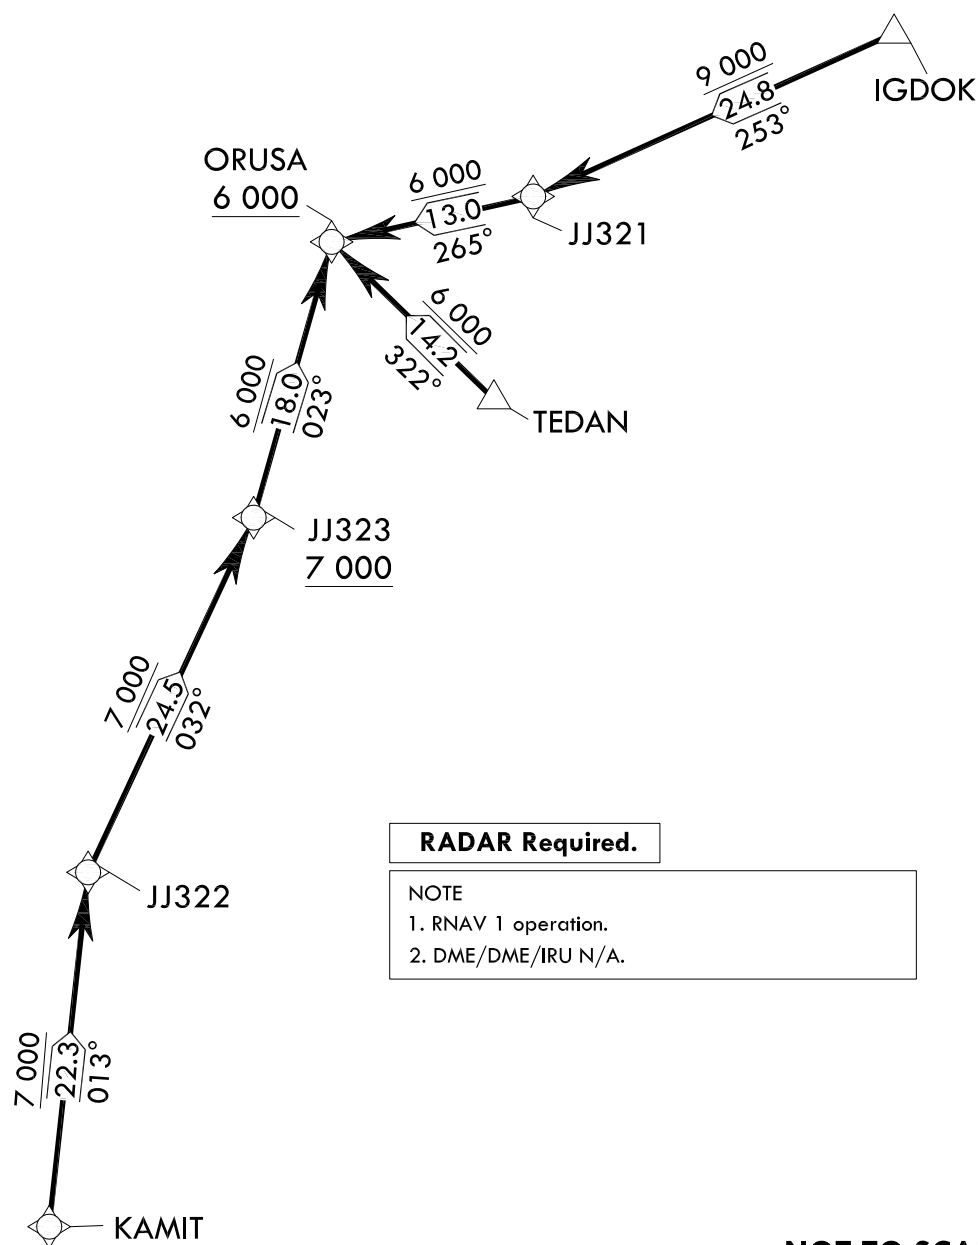 IGDOK
9 000
24.8
253°
ORUSA
6 000
6 000
13.0
265°
JJ321
6 000
14.2
322°
TEDAN
6 000
18.0
023°
JJ323
7 000
7 000
24.5
032°
JJ322
RADAR Required.
NOTE
1. RNAV 1 operation.
2. DME/DME/IRU N/A.
7 000
22.3
013°
KAMIT
NOT TO